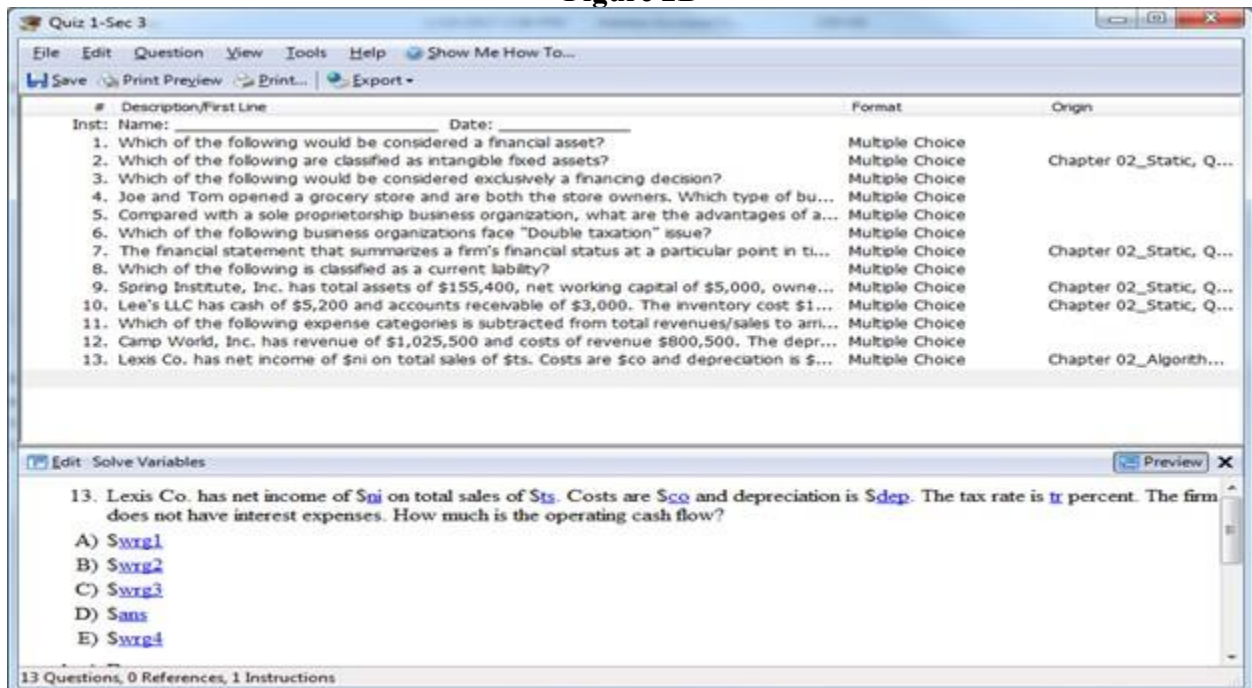 Quiz 1-Sec 3
File Edit Question View Tools Help Show Me How To...
Save Print Preview Print... Export
# Description/First Line Format Origin
Inst: Name: ____________________________ Date: ______________
1. Which of the following would be considered a financial asset? Multiple Choice
2. Which of the following are classified as intangible fixed assets? Multiple Choice Chapter 02_Static, Q...
3. Which of the following would be considered exclusively a financing decision? Multiple Choice
4. Joe and Tom opened a grocery store and are both the store owners. Which type of bu... Multiple Choice
5. Compared with a sole proprietorship business organization, what are the advantages of a... Multiple Choice
6. Which of the following business organizations face "Double taxation" issue? Multiple Choice
7. The financial statement that summarizes a firm's financial status at a particular point in ti... Multiple Choice Chapter 02_Static, Q...
8. Which of the following is classified as a current liability? Multiple Choice
9. Spring Institute, Inc. has total assets of $155,400, net working capital of $5,000, owne... Multiple Choice Chapter 02_Static, Q...
10. Lee's LLC has cash of $5,200 and accounts receivable of $3,000. The inventory cost $1... Multiple Choice Chapter 02_Static, Q...
11. Which of the following expense categories is subtracted from total revenues/sales to arri... Multiple Choice
12. Camp World, Inc. has revenue of $1,025,500 and costs of revenue $800,500. The depr... Multiple Choice
13. Lexis Co. has net income of $ni on total sales of $ts. Costs are $co and depreciation is $... Multiple Choice Chapter 02_Algorith...
Edit Solve Variables Preview X
13. Lexis Co. has net income of $ni on total sales of $ts. Costs are $co and depreciation is $dep. The tax rate is tr percent. The firm
does not have interest expenses. How much is the operating cash flow?
A) $wrg1
B) $wrg2
C) $wrg3
D) $ans
E) $wrg4
13 Questions, 0 References, 1 Instructions